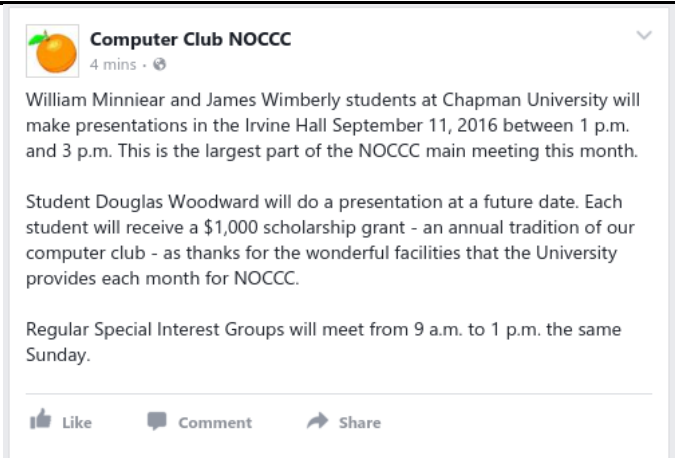 Computer Club NOCCC
4 mins ·
William Minniear and James Wimberly students at Chapman University will
make presentations in the Irvine Hall September 11, 2016 between 1 p.m.
and 3 p.m. This is the largest part of the NOCCC main meeting this month.
Student Douglas Woodward will do a presentation at a future date. Each
student will receive a $1,000 scholarship grant - an annual tradition of our
computer club - as thanks for the wonderful facilities that the University
provides each month for NOCCC.
Regular Special Interest Groups will meet from 9 a.m. to 1 p.m. the same
Sunday.
Like Comment Share